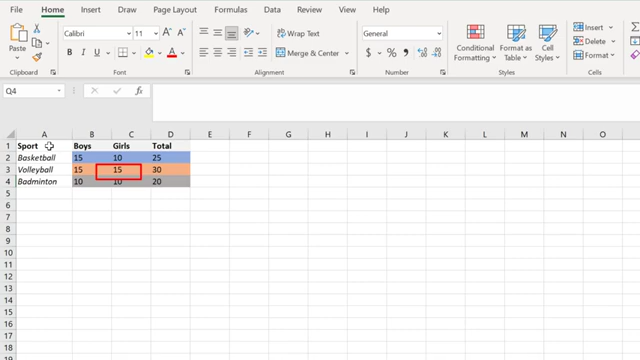 File Home Insert Draw Page Layout Formulas Data Review View Help
Paste
Calibri 11 A A
Wrap Text
$
Insert
B I U
Merge & Center
$ % 9
Conditional Formatting
Format as Table
Cell Styles
Delete
Format
Clipboard Font Alignment Number Styles Cells
Q4 fx
A B C D E F G H I J K L M N O
1 Sport Boys Girls Total
2 Basketball 15 10 25
3 Volleyball 15 15 30
4 Badminton 10 10 20
5
6
7
8
9
10
11
12
13
14
15
16
17
18